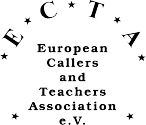 E C T A
European
Callers
and
Teachers
Association
e.V.